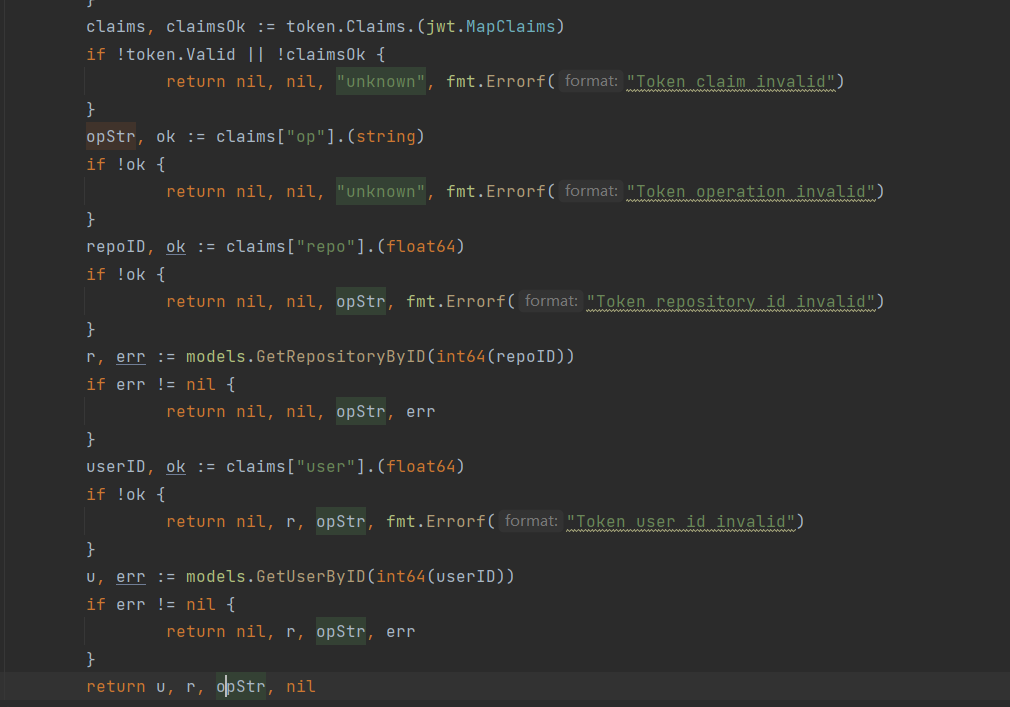 }
claims, claimsOk := token.Claims.(jwt.MapClaims)
if !token.Valid || !claimsOk {
return nil, nil, "unknown", fmt.Errorf( format: "Token claim invalid")
}
opStr, ok := claims["op"].(string)
if !ok {
return nil, nil, "unknown", fmt.Errorf( format: "Token operation invalid")
}
repoID, ok := claims["repo"].(float64)
if !ok {
return nil, nil, opStr, fmt.Errorf( format: "Token repository id invalid")
}
r, err := models.GetRepositoryByID(int64(repoID))
if err != nil {
return nil, nil, opStr, err
}
userID, ok := claims["user"].(float64)
if !ok {
return nil, r, opStr, fmt.Errorf( format: "Token user id invalid")
}
u, err := models.GetUserByID(int64(userID))
if err != nil {
return nil, r, opStr, err
}
return u, r, opStr, nil